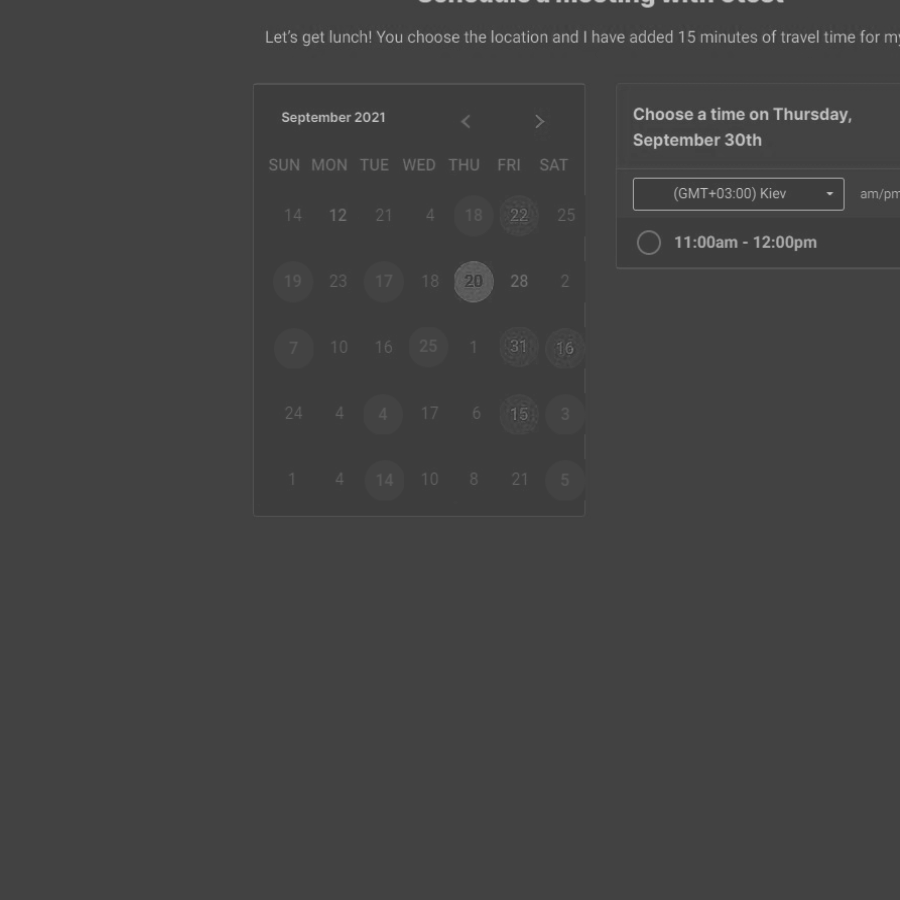 Schedule a meeting with
Let's get lunch! You choose the location and I have added 15 minutes of travel time for my
September 2021
SUN MON TUE WED THU FRI SAT
14 12 21 4 18 22 25
19 23 17 18 20 28 2
7 10 16 25 1 31 16
24 4 4 17 6 15 3
1 4 14 10 8 21 5
Choose a time on Thursday,
September 30th
(GMT+03:00) Kiev am/pm
11:00am - 12:00pm